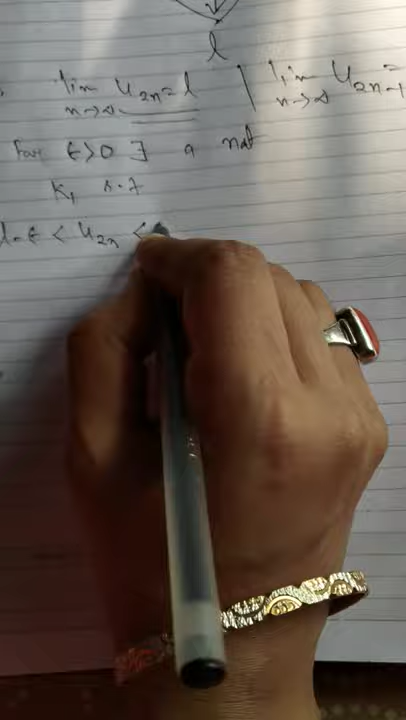 l
lim n→∞ u₂ₙ = l | lim n→∞ u₂ₙ₋₁ =
For ϵ>0 ∃ a nat
K₁ s.t
l-ϵ < u₂ₙ <